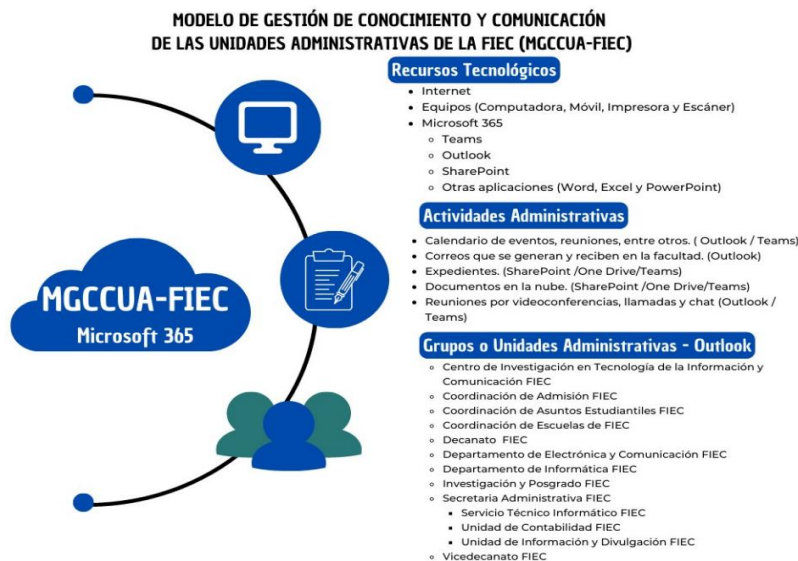 MODELO DE GESTIÓN DE CONOCIMIENTO Y COMUNICACIÓN
DE LAS UNIDADES ADMINISTRATIVAS DE LA FIEC (MGCCUA-FIEC)
MGCCUA-FIEC
Microsoft 365
Recursos Tecnológicos
Internet
Equipos (Computadora, Móvil, Impresora y Escáner)
Microsoft 365
Teams
Outlook
SharePoint
Otras aplicaciones (Word, Excel y PowerPoint)
Actividades Administrativas
Calendario de eventos, reuniones, entre otros. ( Outlook / Teams)
Correos que se generan y reciben en la facultad. (Outlook)
Expedientes. (SharePoint /One Drive/Teams)
Documentos en la nube. (SharePoint /One Drive/Teams)
Reuniones por videoconferencias, llamadas y chat (Outlook /
Teams)
Grupos o Unidades Administrativas - Outlook
Centro de Investigación en Tecnología de la Información y
Comunicación FIEC
Coordinación de Admisión FIEC
Coordinación de Asuntos Estudiantiles FIEC
Coordinación de Escuelas de FIEC
Decanato FIEC
Departamento de Electrónica y Comunicación FIEC
Departamento de Informática FIEC
Investigación y Posgrado FIEC
Secretaria Administrativa FIEC
Servicio Técnico Informático FIEC
Unidad de Contabilidad FIEC
Unidad de Información y Divulgación FIEC
Vicedecanato FIEC